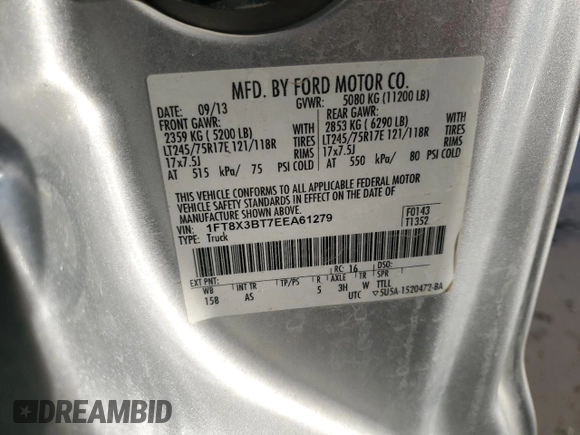 MFD. BY FORD MOTOR CO.
DATE: 09/13 GVWR: 5080 KG (11200 LB)
FRONT GAWR: REAR GAWR:
2359 KG ( 5200 LB) 2853 KG ( 6290 LB)
LT245/75R17E 121/118R TIRES LT245/75R17E 121/118R TIRES
17x7.5J RIMS 17x7.5J RIMS
AT 515 kPa/ 75 PSI COLD AT 550 kPa/ 80 PSI COLD
THIS VEHICLE CONFORMS TO ALL APPLICABLE FEDERAL MOTOR
VEHICLE SAFETY STANDARDS IN EFFECT ON THE DATE OF
MANUFACTURE SHOWN ABOVE.
VIN: 1FT8X3BT7EEA61279 F0143
TYPE: Truck T1352
EXT PNT: RC: 16 DSO:
WB INT TR TP/PS R AXLE TR SPR
158 AS 5 3H W TTLL
UTC ▽5U5A-1520472-BA
DREAMBID